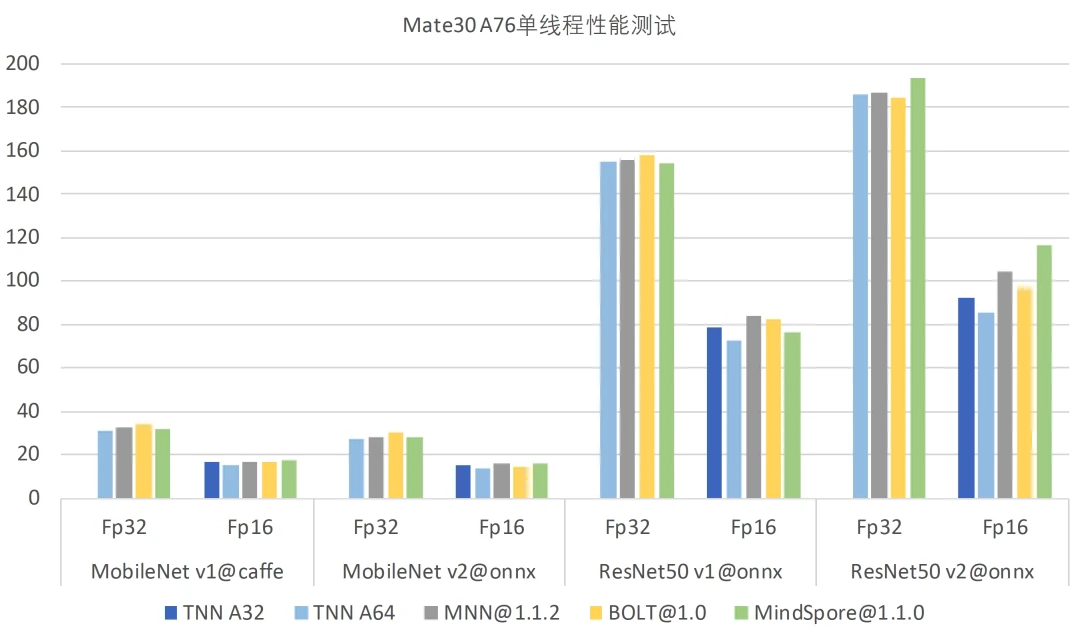 Mate30 A76单线程性能测试
200
180
160
140
120
100
80
60
40
20
0
Fp32 Fp16 Fp32 Fp16 Fp32 Fp16 Fp32 Fp16
MobileNet v1@caffe MobileNet v2@onnx ResNet50 v1@onnx ResNet50 v2@onnx
TNN A32 TNN A64 MNN@1.1.2 BOLT@1.0 MindSpore@1.1.0